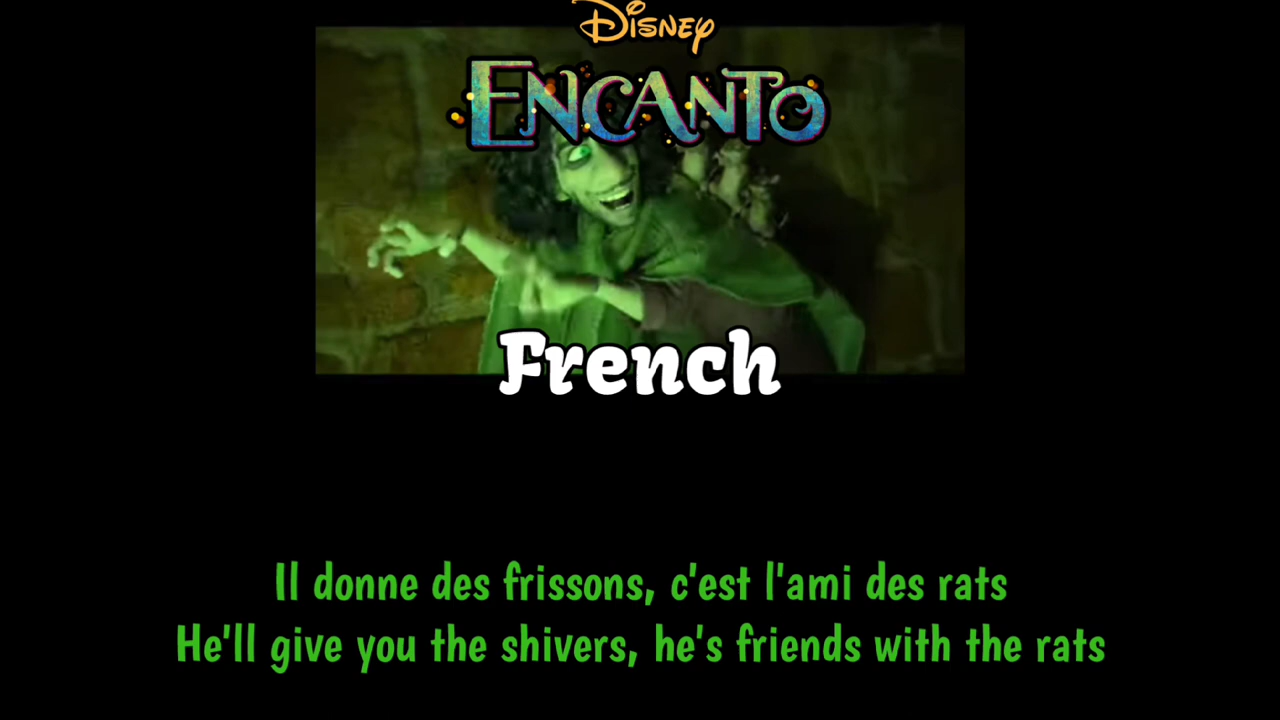 Disney
ENCANTO
French
Il donne des frissons, c'est l'ami des rats
He'll give you the shivers, he's friends with the rats